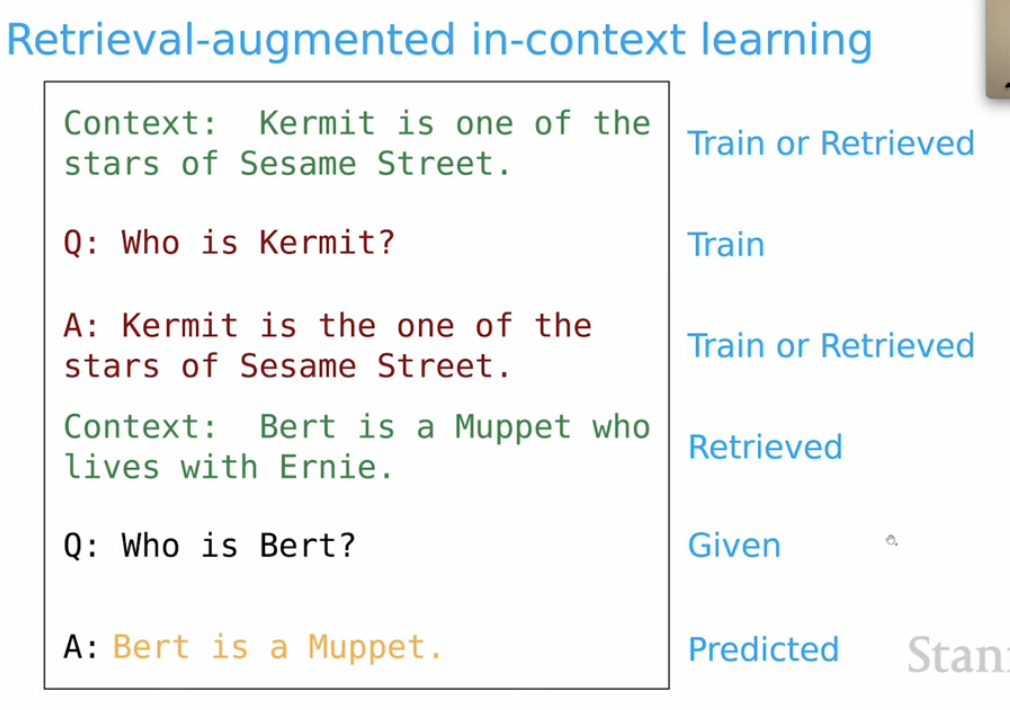 Retrieval-augmented in-context learning
Context:  Kermit is one of the
stars of Sesame Street.
Train or Retrieved
Q: Who is Kermit?
Train
A: Kermit is the one of the
stars of Sesame Street.
Train or Retrieved
Context:  Bert is a Muppet who
lives with Ernie.
Retrieved
Q: Who is Bert?
Given
A: Bert is a Muppet.
Predicted